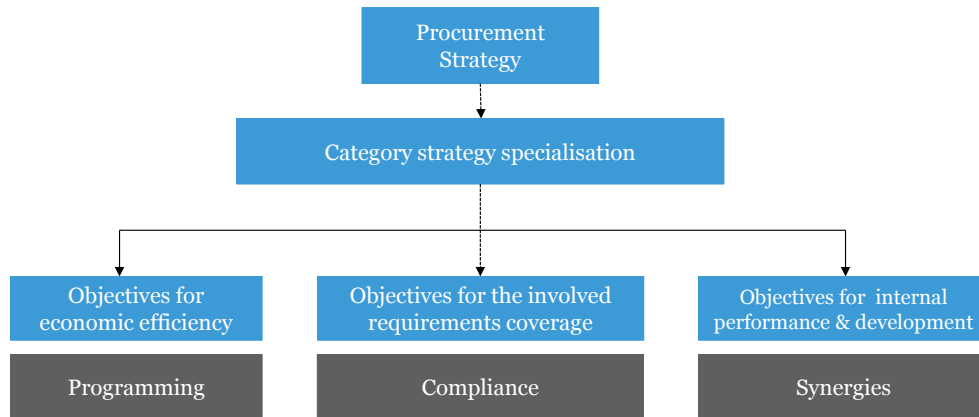 Procurement
Strategy
Category strategy specialisation
Objectives for
economic efficiency
Objectives for the involved
requirements coverage
Objectives for internal
performance & development
Programming
Compliance
Synergies